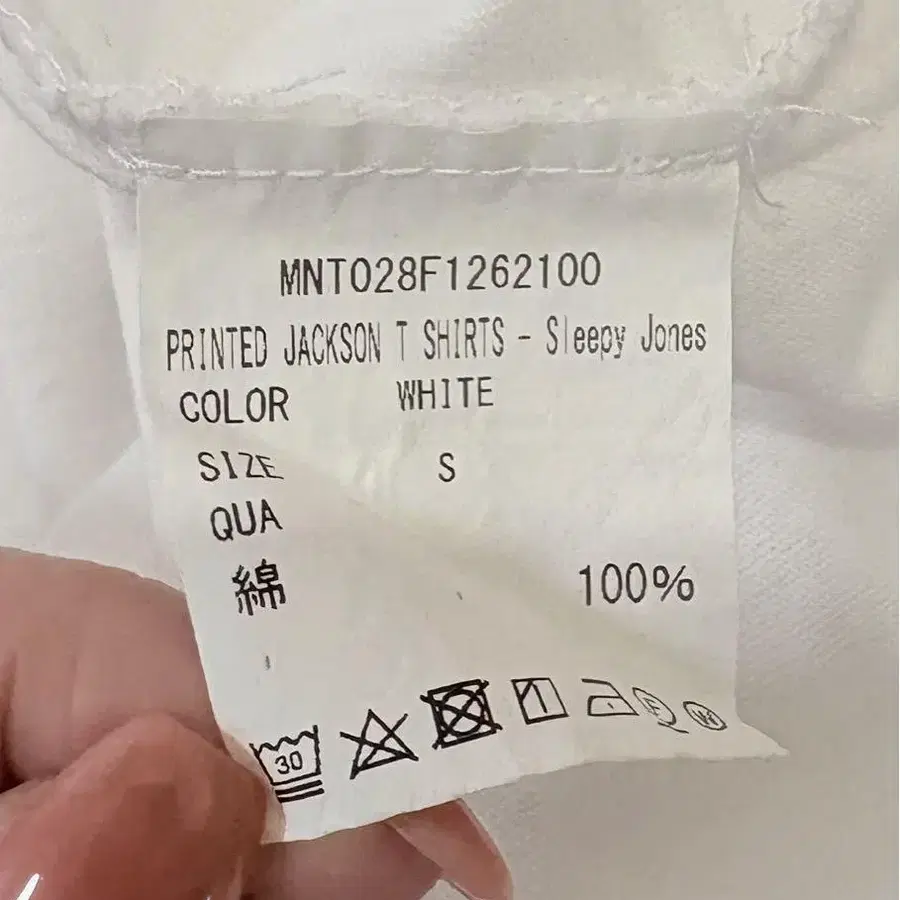 MNT028F1262100
PRINTED JACKSON T SHIRTS - Sleepy Jones
COLOR WHITE
SIZE S
QUA
綿 100%
30 F W